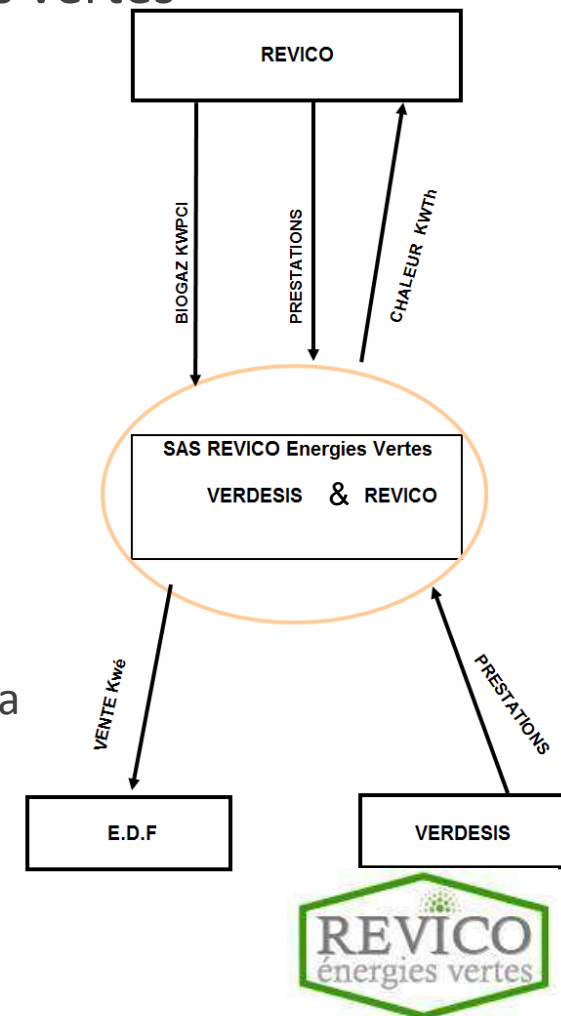 vertes
REVICO
BIOGAZ KWPCI
PRESTATIONS
CHALEUR KWTh
SAS REVICO Energies Vertes
VERDESIS & REVICO
a
VENTE Kwé
PRESTATIONS
E.D.F
VERDESIS
REVICO
énergies vertes